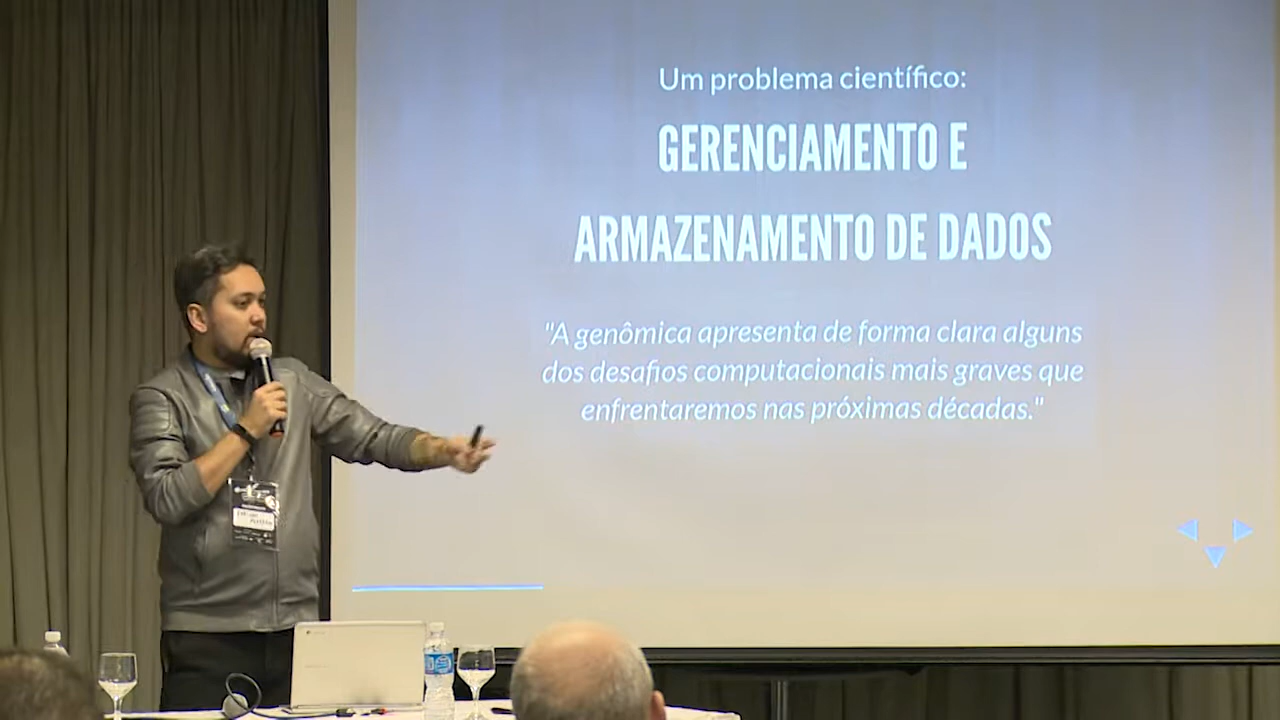 Um problema científico:
GERENCIAMENTO E
ARMAZENAMENTO DE DADOS
"A genômica apresenta de forma clara alguns
dos desafios computacionais mais graves que
enfrentaremos nas próximas décadas."